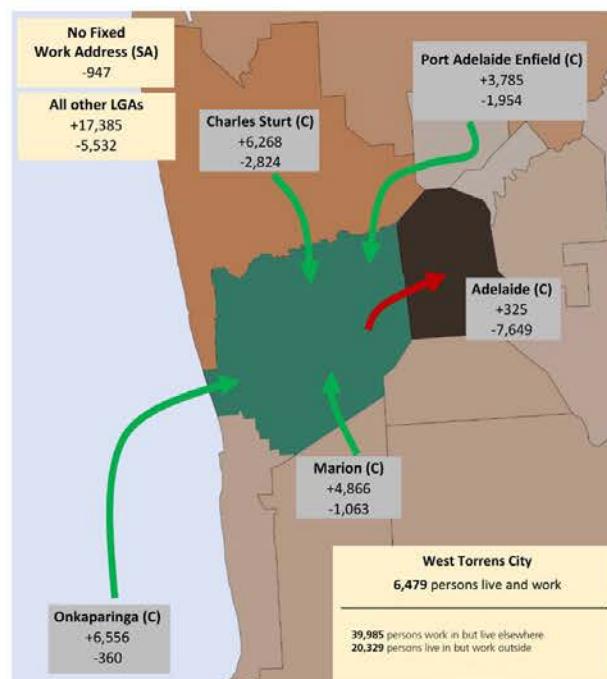 No Fixed
Work Address (SA)
-947
All other LGAs
+17,385
-5,532
Port Adelaide Enfield (C)
+3,785
-1,954
Charles Sturt (C)
+6,268
-2,824
Adelaide (C)
+325
-7,649
Marion (C)
+4,866
-1,063
Onkaparinga (C)
+6,556
-360
West Torrens City
6,479 persons live and work
39,985 persons work in but live elsewhere
20,329 persons live in but work outside